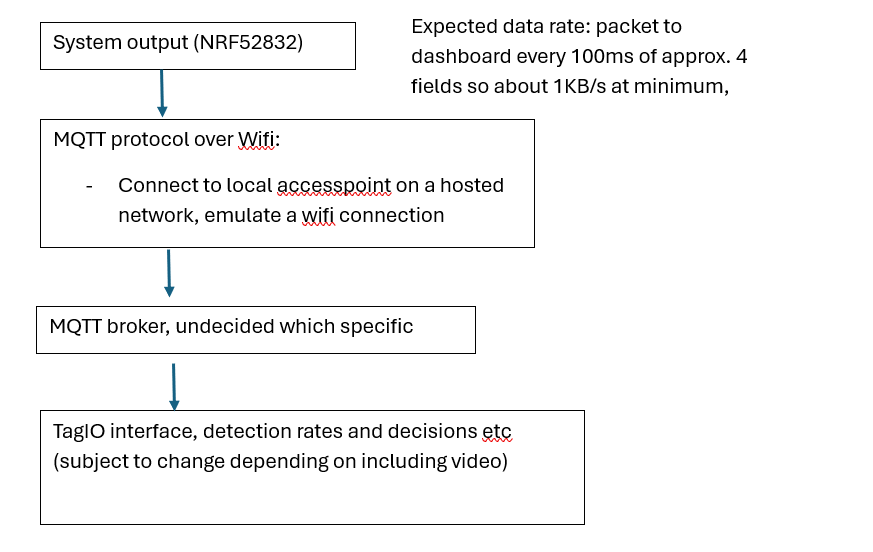 System output (NRF52832)
Expected data rate: packet to
dashboard every 100ms of approx. 4
fields so about 1KB/s at minimum,
MQTT protocol over Wifi:
- Connect to local accesspoint on a hosted
network, emulate a wifi connection
MQTT broker, undecided which specific
TagIO interface, detection rates and decisions etc
(subject to change depending on including video)